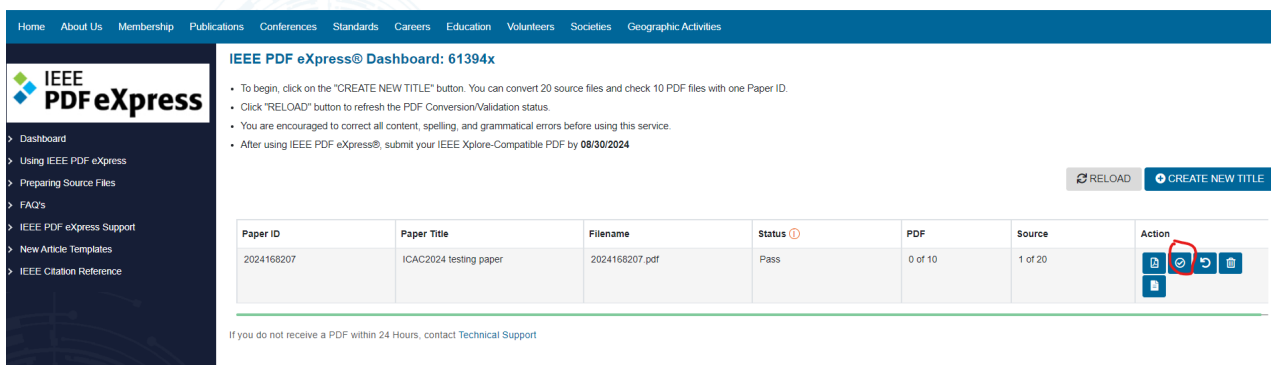 Home About Us Membership Publications Conferences Standards Careers Education Volunteers Societies Geographic Activities
IEEE
PDF eXpress
> Dashboard
> Using IEEE PDF eXpress
> Preparing Source Files
> FAQ's
> IEEE PDF eXpress Support
> New Article Templates
> IEEE Citation Reference
IEEE PDF eXpress® Dashboard: 61394x
• To begin, click on the "CREATE NEW TITLE" button. You can convert 20 source files and check 10 PDF files with one Paper ID.
• Click "RELOAD" button to refresh the PDF Conversion/Validation status.
• You are encouraged to correct all content, spelling, and grammatical errors before using this service.
• After using IEEE PDF eXpress®, submit your IEEE Xplore-Compatible PDF by 08/30/2024
RELOAD CREATE NEW TITLE
Paper ID Paper Title Filename Status PDF Source Action
2024168207 ICAC2024 testing paper 2024168207.pdf Pass 0 of 10 1 of 20
If you do not receive a PDF within 24 Hours, contact Technical Support